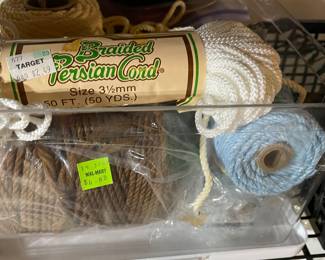 TARGET
Braided
Persian Cord®
Size 3½mm
50 FT. (50 YDS.)
WAL-MART